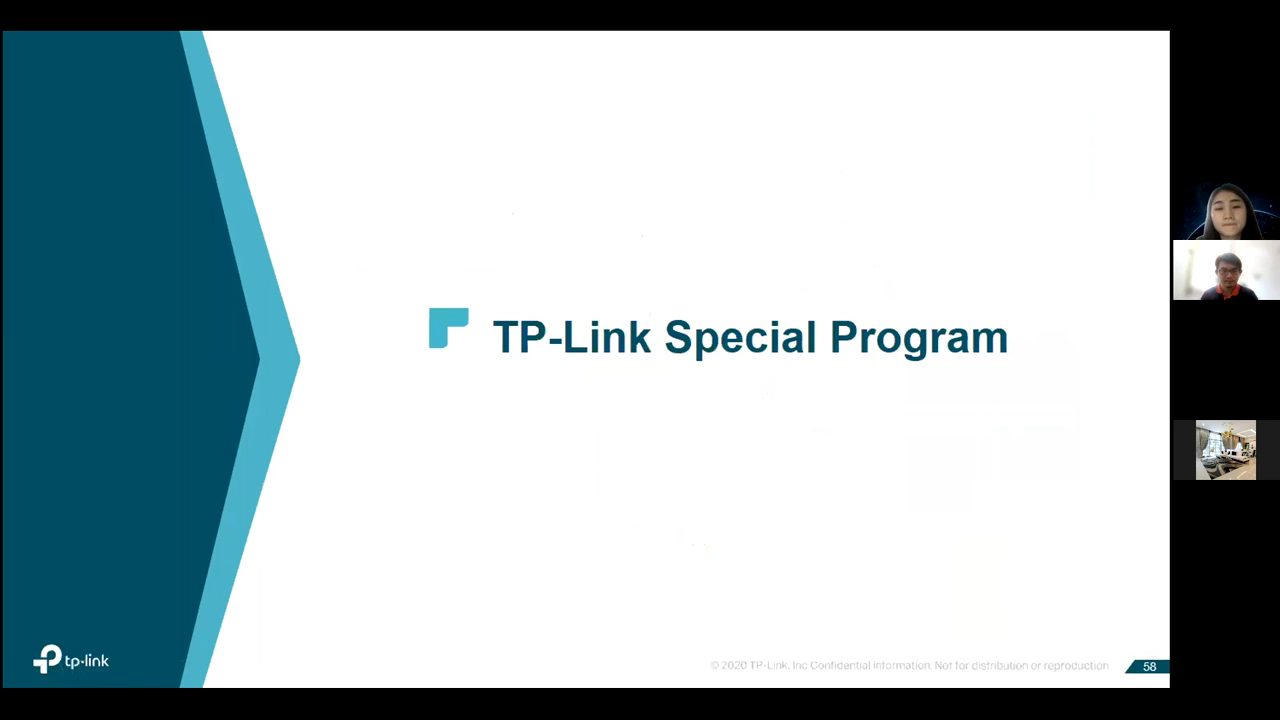 TP-Link Special Program
tp-link
© 2020 TP-Link. Inc Confidential information. Not for distribution or reproduction
58